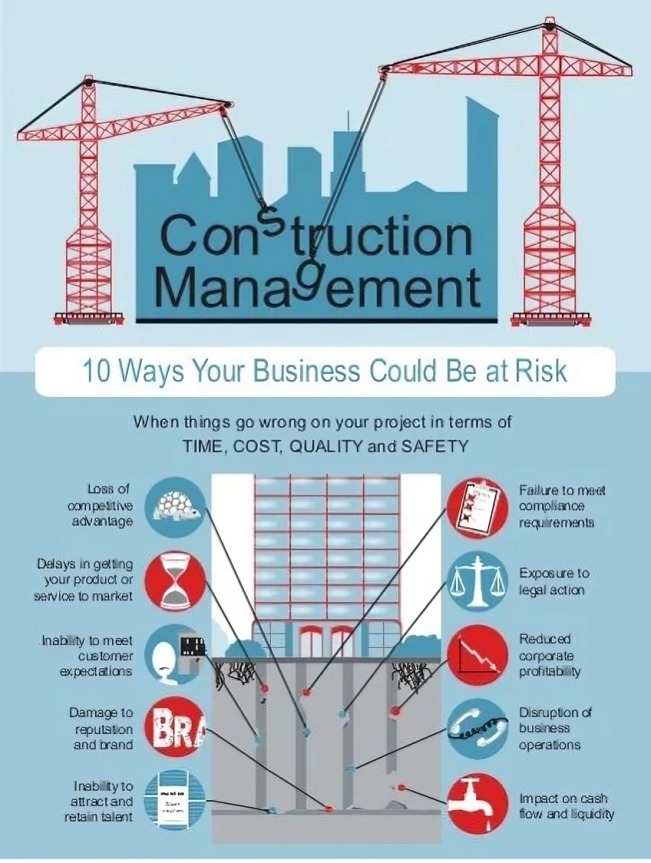 Construction
Management
10 Ways Your Business Could Be at Risk
When things go wrong on your project in terms of
TIME, COST, QUALITY and SAFETY
Loss of
competitive
advantage
Delays in getting
your product or
service to market
Inability to meet
customer
expectations
Damage to
reputation
and brand
BRA
Inability to
attract and
retain talent
Failure to meet
compliance
requirements
Exposure to
legal action
Reduced
corporate
profitability
Disruption of
business
operations
Impact on cash
flow and liquidity